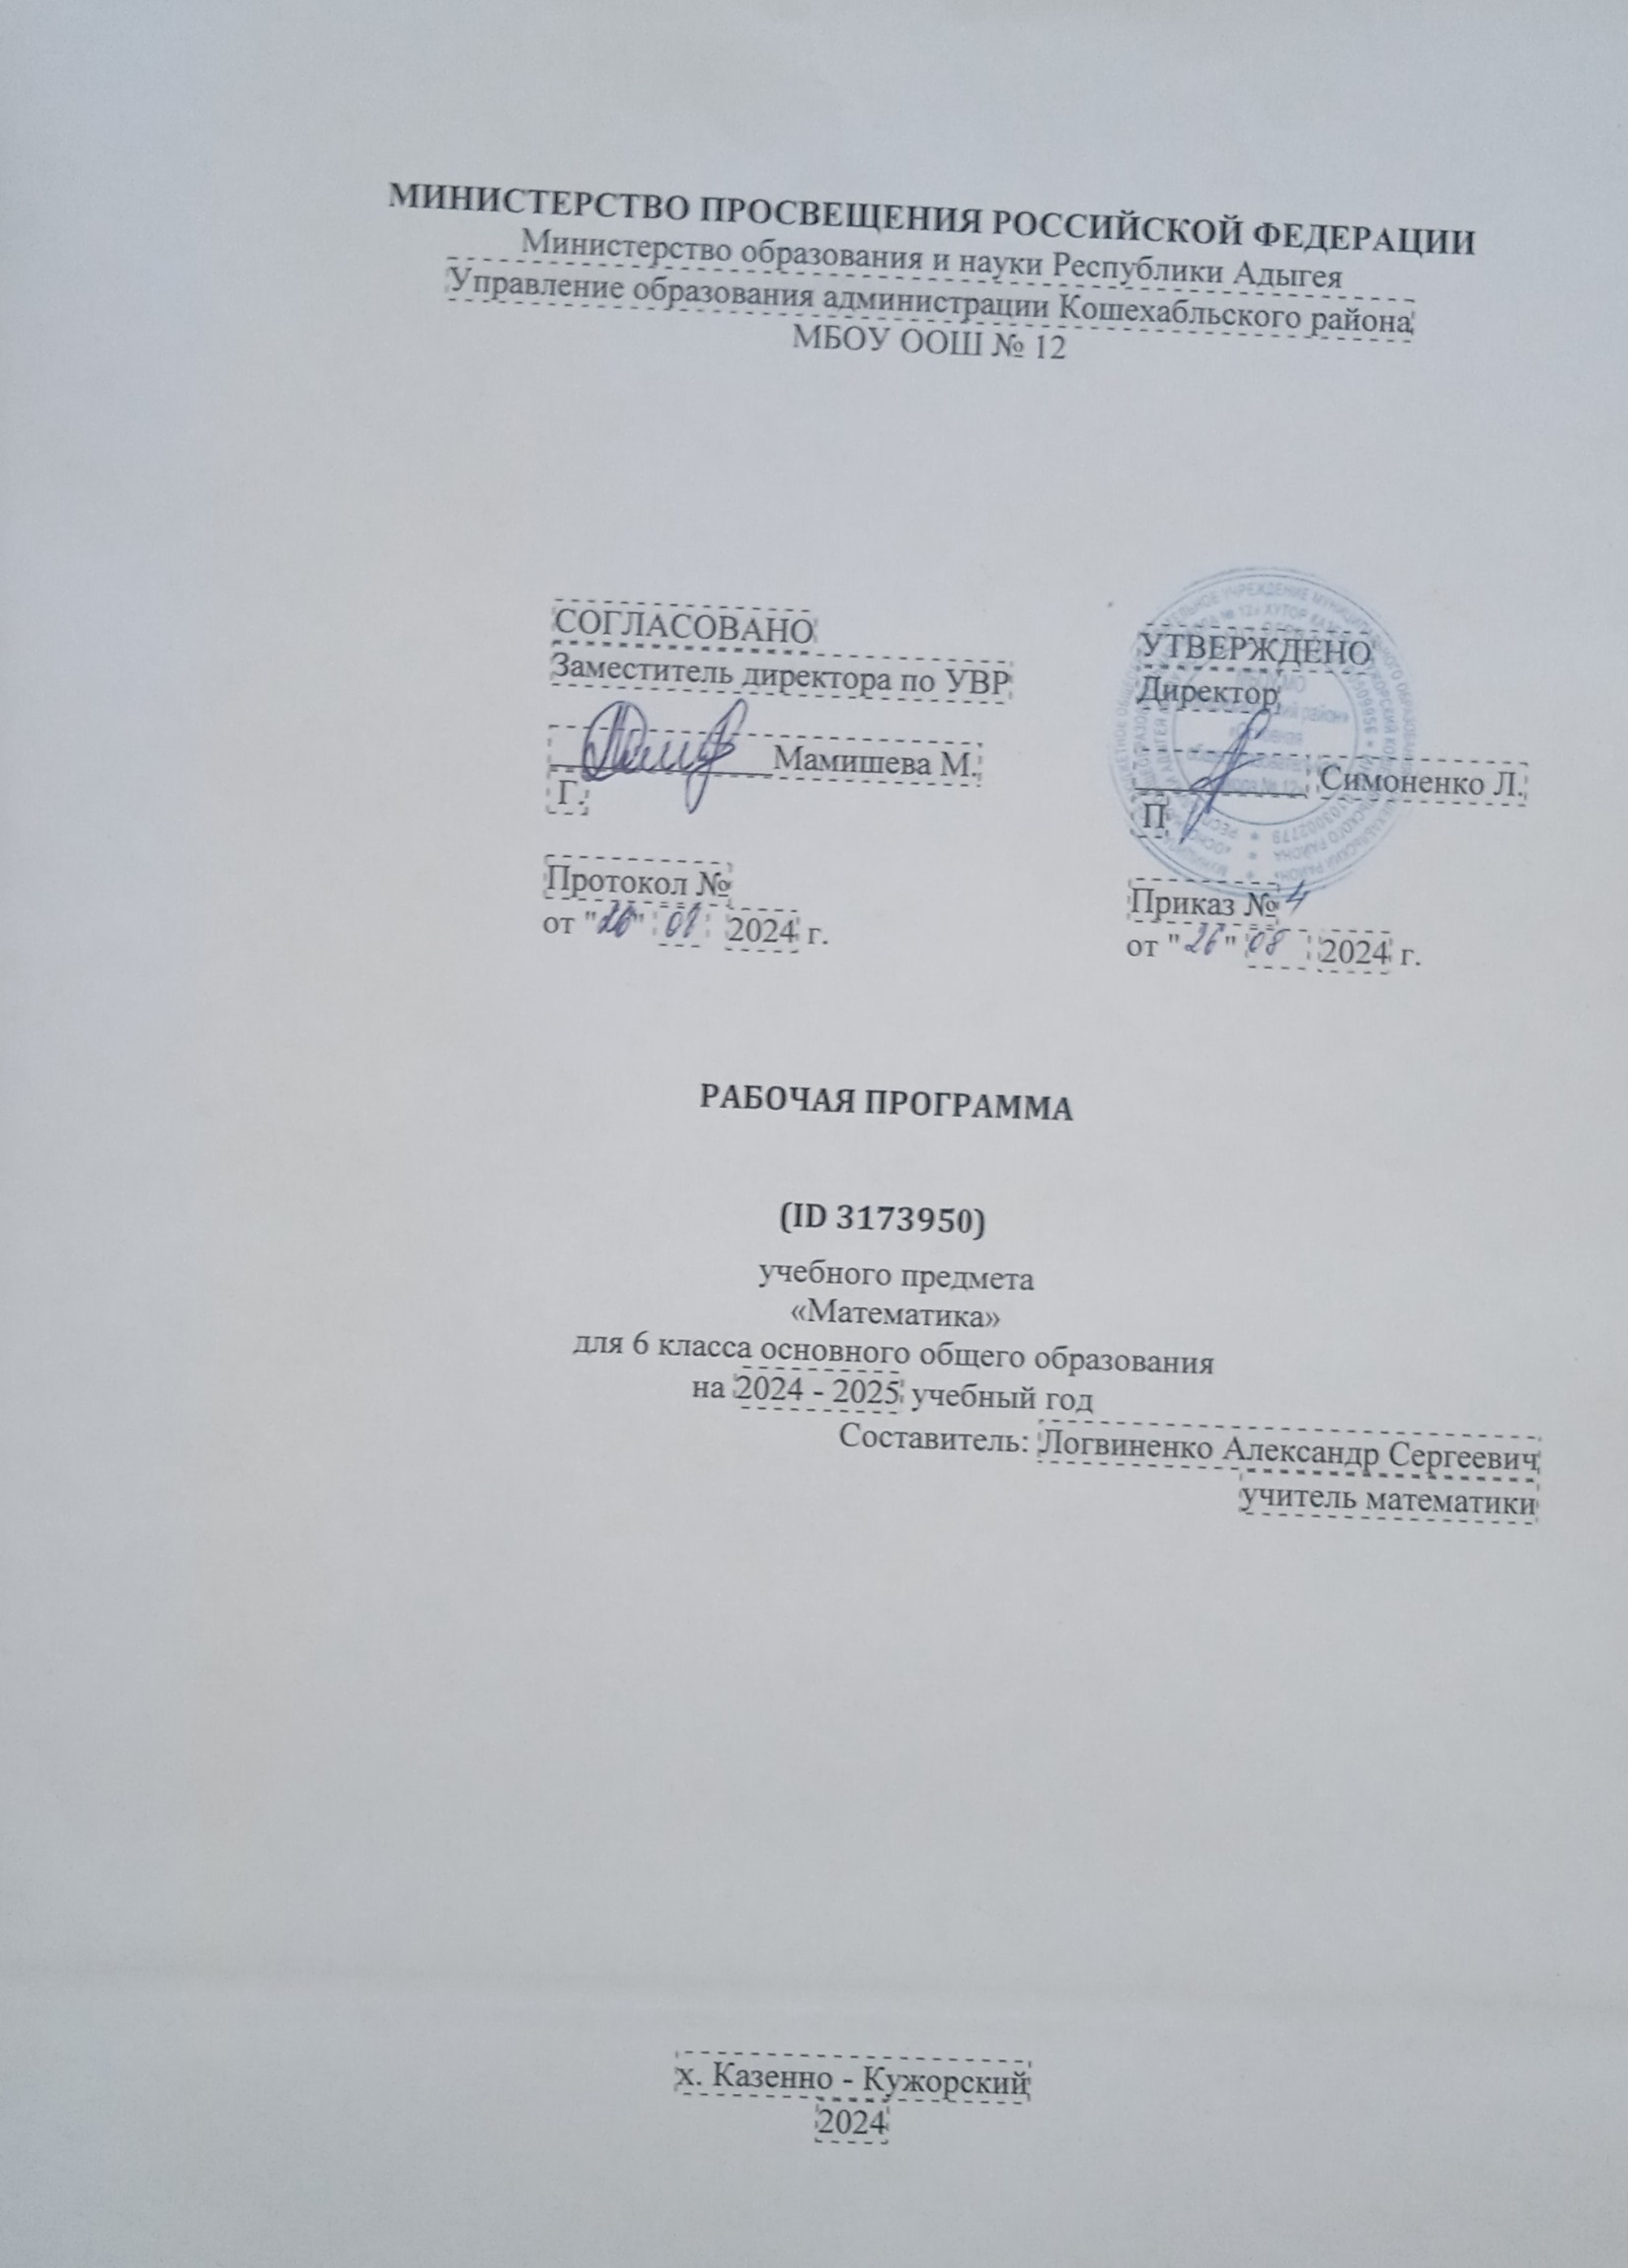 МИНИСТЕРСТВО ПРОСВЕЩЕНИЯ РОССИЙСКОЙ ФЕДЕРАЦИИ
Министерство образования и науки Республики Адыгея
Управление образования администрации Кошехабльского района
МБОУ ООШ № 12
СОГЛАСОВАНО
Заместитель директора по УВР
Мамишева М.
Г.
Протокол №
от "26" 08 2024 г.
УТВЕРЖДЕНО
Директор
Симоненко Л.
П
Приказ № 4
от "26" 08 2024 г.
РАБОЧАЯ ПРОГРАММА
(ID 3173950)
учебного предмета
«Математика»
для 6 класса основного общего образования
на 2024 - 2025 учебный год
Составитель: Логвиненко Александр Сергеевич
учитель математики
х. Казенно - Кужорский
2024